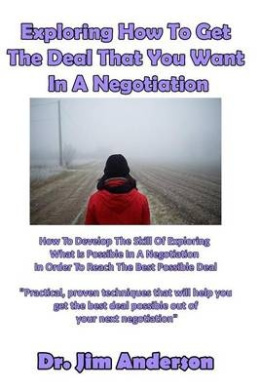 Exploring How To Get
The Deal That You Want
In A Negotiation
How To Develop The Skill Of Exploring
What Is Possible In A Negotiation
In Order To Reach The Best Possible Deal
"Practical, proven techniques that will help you
get the best deal possible out of
your next negotiation"
Dr. Jim Anderson